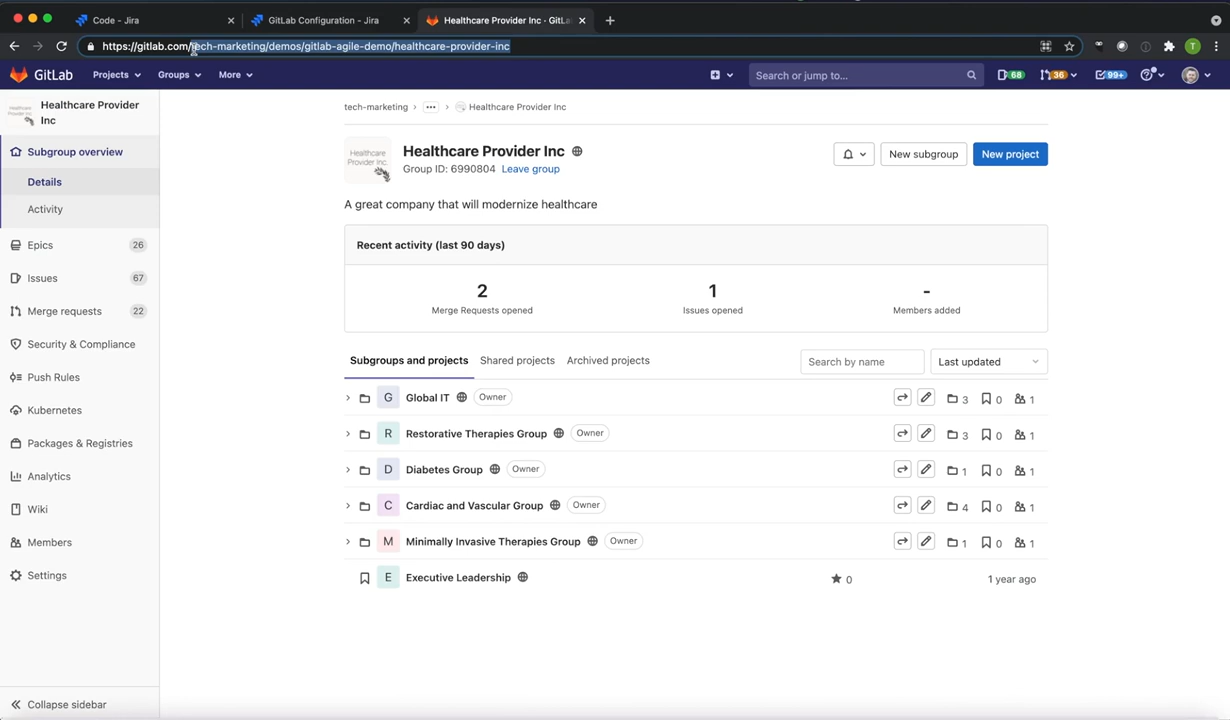 Code - Jira
GitLab Configuration - Jira
Healthcare Provider Inc · GitLa
https://gitlab.com/tech-marketing/demos/gitlab-agile-demo/healthcare-provider-inc
T
GitLab
Projects
Groups
More
Search or jump to...
68
36
99+
Healthcare Provider
Inc
Subgroup overview
Details
Activity
Epics 26
Issues 67
Merge requests 22
Security & Compliance
Push Rules
Kubernetes
Packages & Registries
Analytics
Wiki
Members
Settings
Collapse sidebar
tech-marketing › ••• › Healthcare Provider Inc
Healthcare
Provider Inc
Healthcare Provider Inc
Group ID: 6990804 Leave group
New subgroup
New project
A great company that will modernize healthcare
Recent activity (last 90 days)
2 1 -
Merge Requests opened Issues opened Members added
Subgroups and projects Shared projects Archived projects
Search by name
Last updated
G Global IT Owner 3 0 1
R Restorative Therapies Group Owner 3 0 1
D Diabetes Group Owner 1 0 1
C Cardiac and Vascular Group Owner 4 0 1
M Minimally Invasive Therapies Group Owner 1 0 1
E Executive Leadership 0 1 year ago